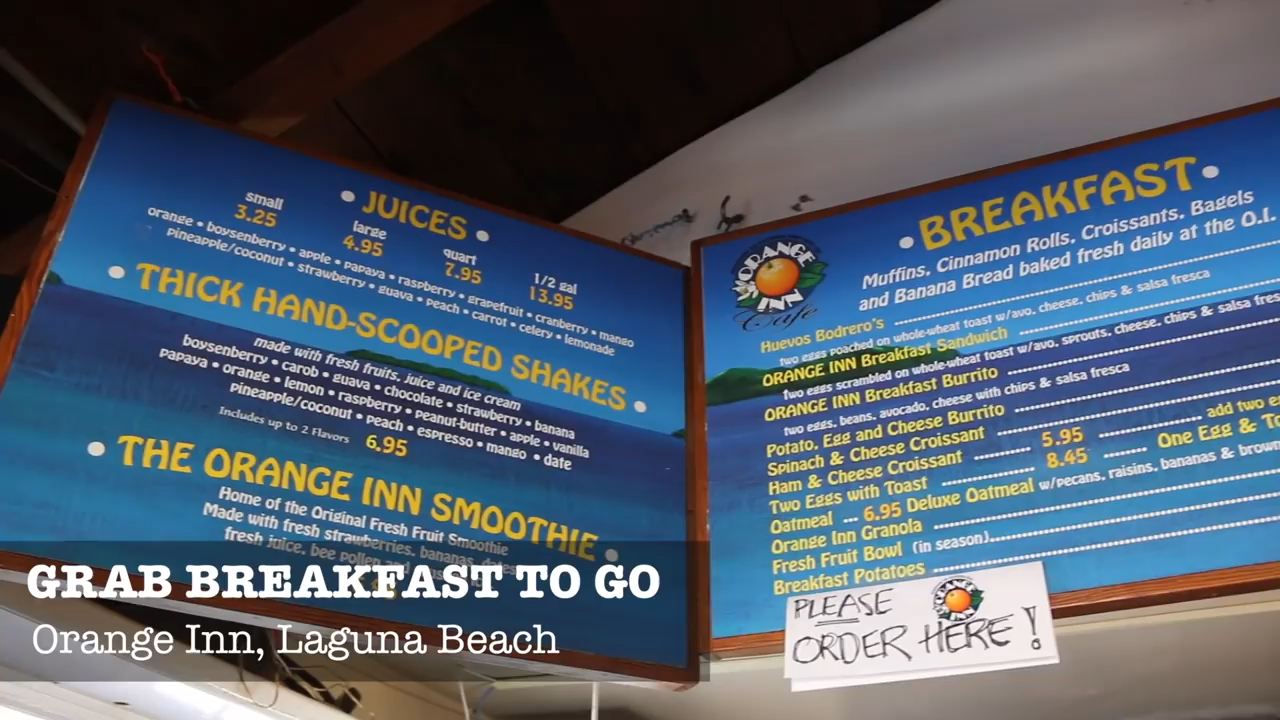 • JUICES •
small large quart 1/2 gal
3.25 4.95 7.95 13.95
orange • boysenberry • apple • papaya • raspberry • grapefruit • cranberry • mango
pineapple/coconut • strawberry • guava • Peach • carrot • celery • lemonade
• THICK HAND-SCOOPED SHAKES •
made with fresh fruits, juice and ice cream
boysenberry • carob • guava • chocolate • strawberry • banana
papaya • orange • lemon • raspberry • peanut-butter • apple • vanilla
pineapple/coconut • peach • espresso • mango • date
Includes up to 2 Flavors 6.95
• THE ORANGE INN SMOOTHIE •
Home of the Original Fresh Fruit Smoothie
Made with fresh strawberries, bananas, dates
fresh juice, bee pollen and
ORANGE
INN
Cafe
• BREAKFAST •
Muffins, Cinnamon Rolls, Croissants, Bagels
and Banana Bread baked fresh daily at the O.I.
Huevos Bodrero's
two eggs poached on whole-wheat toast w/avo, cheese, chips & salsa fresca
ORANGE INN Breakfast Sandwich
two eggs scrambled on whole-wheat toast w/avo, sprouts, cheese, chips & salsa
ORANGE INN Breakfast Burrito
two eggs, beans, avocado, cheese with chips & salsa fresca
Potato, Egg and Cheese Burrito
Spinach & Cheese Croissant
Ham & Cheese Croissant 5.95 add two
Two Eggs with Toast 8.45 One Egg &
Oatmeal ... 6.95 Deluxe Oatmeal w/pecans, raisins, bananas &
Orange Inn Granola
Fresh Fruit Bowl (in season)
Breakfast Potatoes
PLEASE
ORDER HERE!
GRAB BREAKFAST TO GO
Orange Inn, Laguna Beach